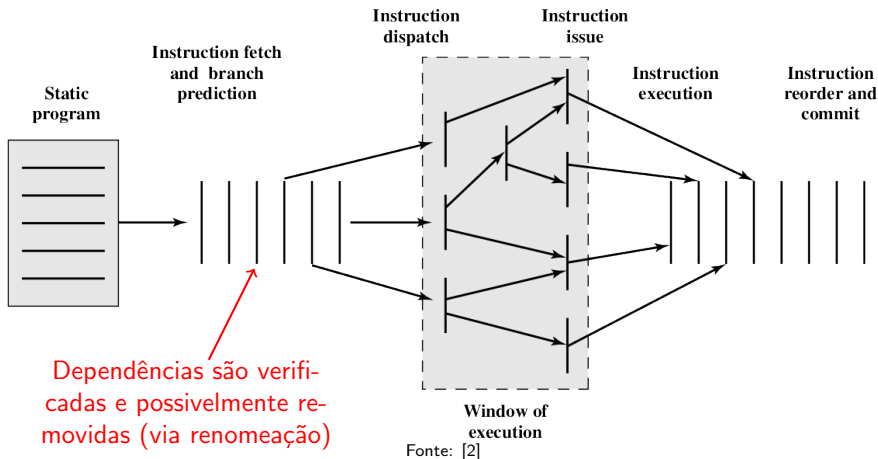 Instruction
dispatch
Instruction
issue
Instruction fetch
and branch
prediction
Instruction
execution
Instruction
reorder and
commit
Static
program
Dependências são verifi-
cadas e possivelmente re-
movidas (via renomeação)
Window of
execution
Fonte: [2]